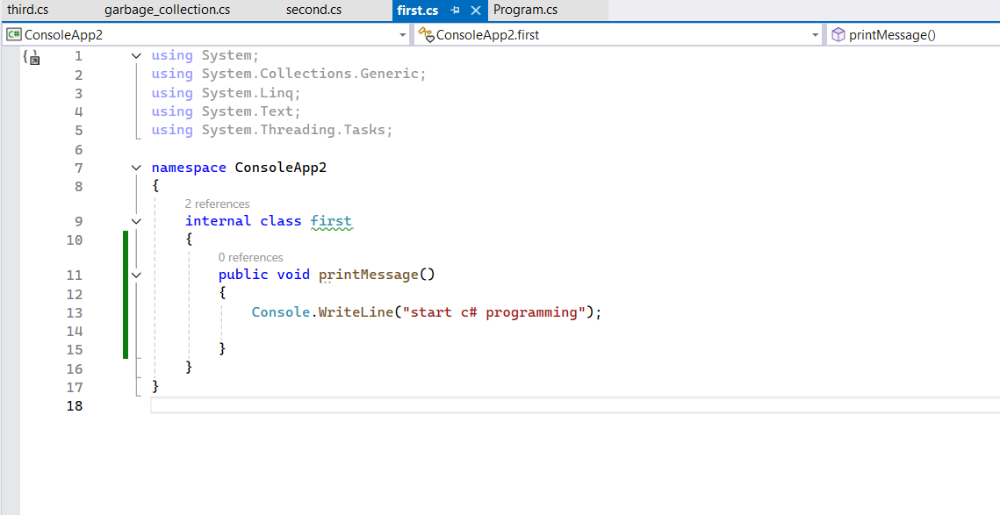 third.cs garbage_collection.cs second.cs first.cs Program.cs
C# ConsoleApp2 ConsoleApp2.first printMessage()
1 using System;
2 using System.Collections.Generic;
3 using System.Linq;
4 using System.Text;
5 using System.Threading.Tasks;
6
7 namespace ConsoleApp2
8 {
2 references
9 internal class first
10 {
0 references
11 public void printMessage()
12 {
13 Console.WriteLine("start c# programming");
14
15 }
16 }
17 }
18